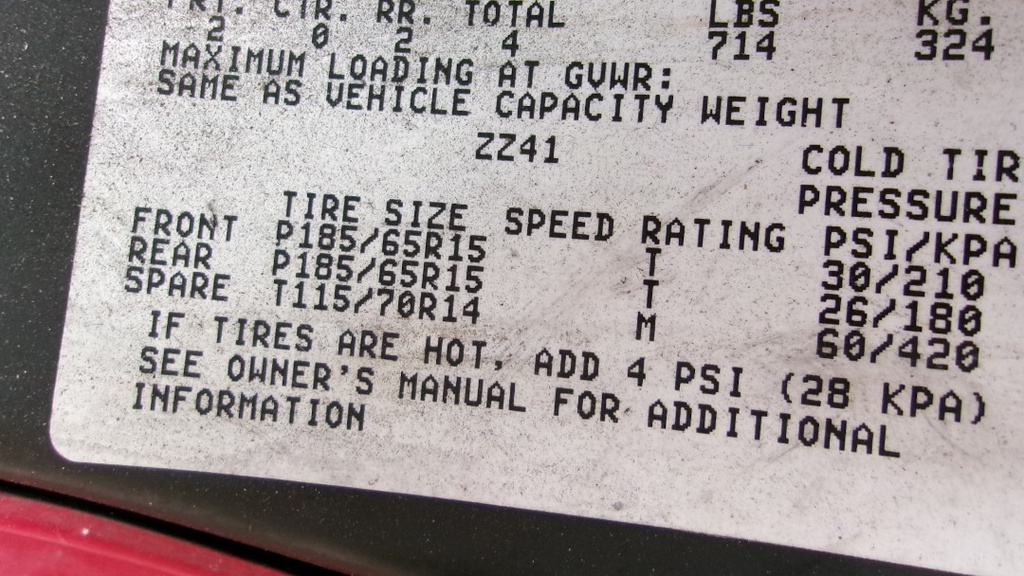 FRT. CTR. RR. TOTAL LBS KG.
2 0 2 4 714 324
MAXIMUM LOADING AT GVWR:
SAME AS VEHICLE CAPACITY WEIGHT
ZZ41
COLD TIR
TIRE SIZE SPEED RATING PRESSURE
PSI/KPA
FRONT P185/65R15 T 30/210
REAR P185/65R15 T 26/180
SPARE T115/70R14 M 60/420
IF TIRES ARE HOT, ADD 4 PSI (28 KPA)
SEE OWNER'S MANUAL FOR ADDITIONAL
INFORMATION